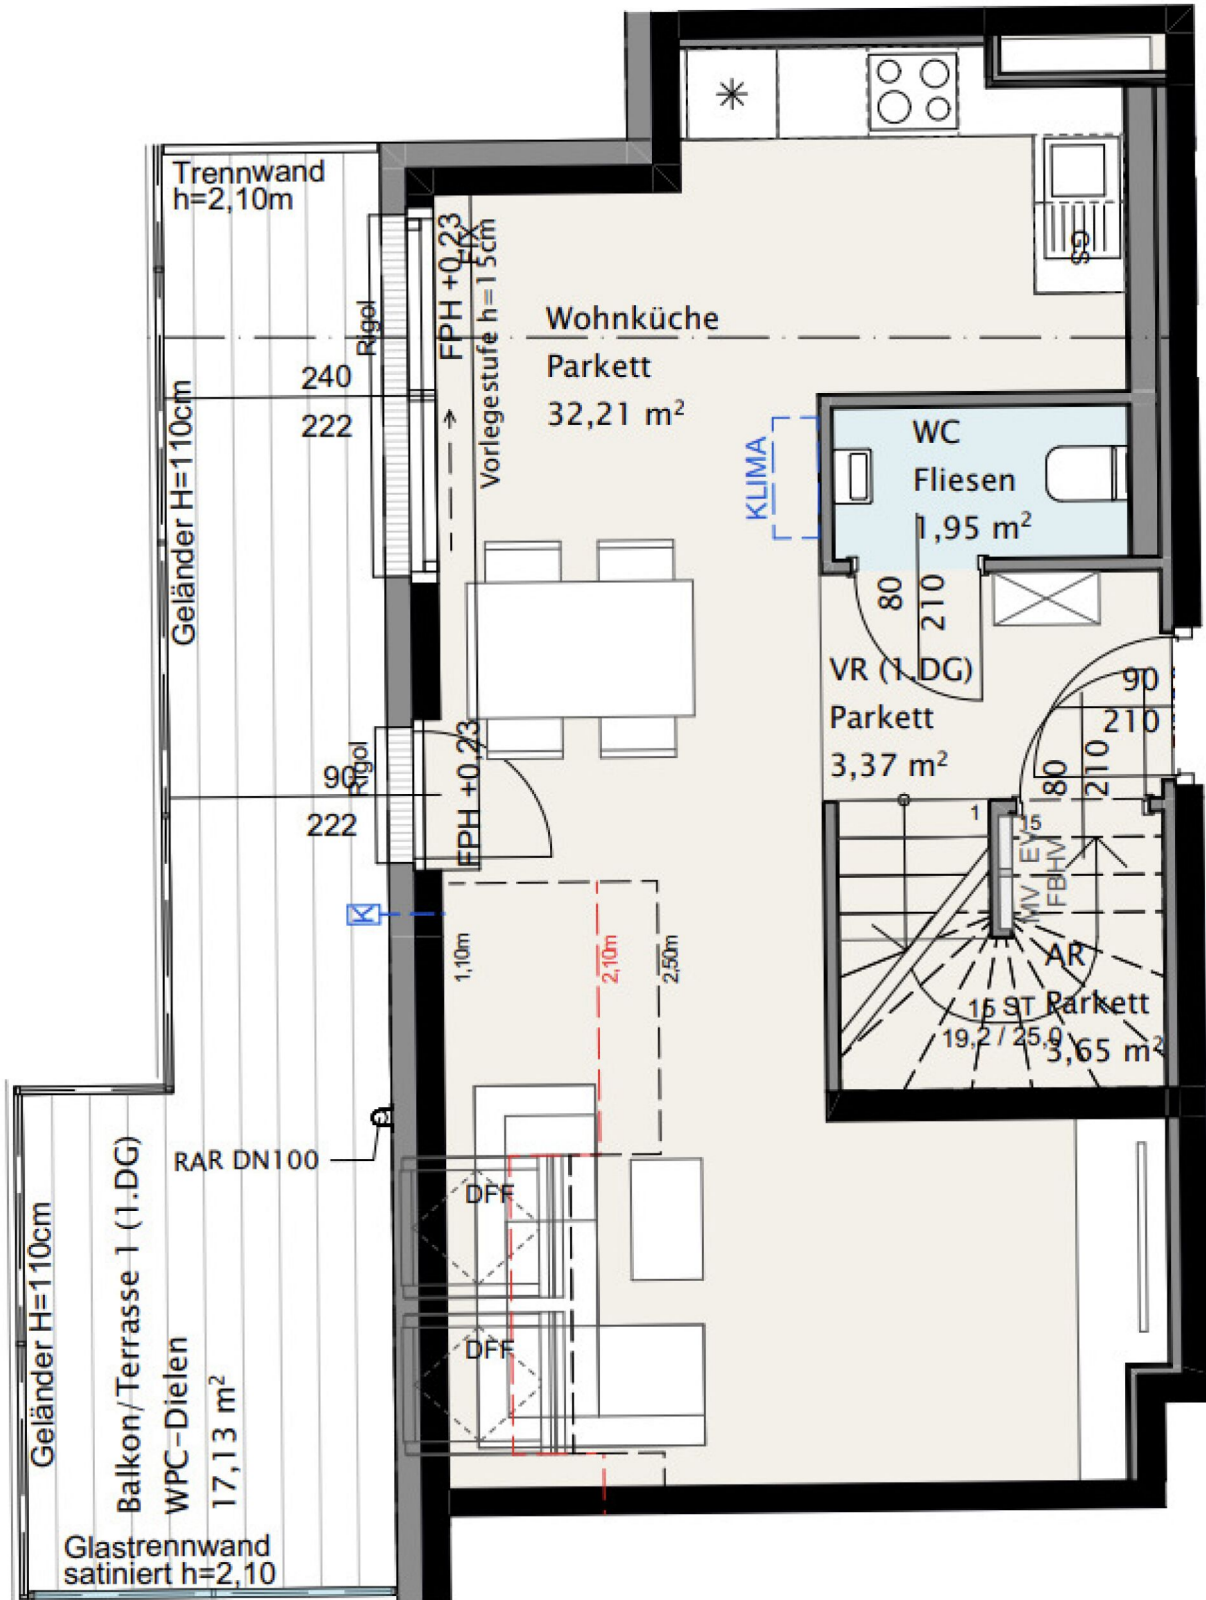 Trennwand
h=2,10m
FPH +0,23
FIX
Vorlegestufe h=15cm
Rigol
240
222
Geländer H=110cm
Wohnküche
Parkett
32,21 m²
GS
KLIMA
WC
Fliesen
1,95 m²
80
210
VR (1.DG)
Parkett
3,37 m²
90
210
80
210
Rigol
90
222
FPH +0,23
1
15
MV EV
FBHV
K
1,10m
2,10m
2,50m
AR
Parkett
3,65 m²
15 ST
19,2 / 25,0
RAR DN100
DFF
DFF
Geländer H=110cm
Balkon/Terrasse 1 (1.DG)
WPC-Dielen
17,13 m²
Glastrennwand
satiniert h=2,10